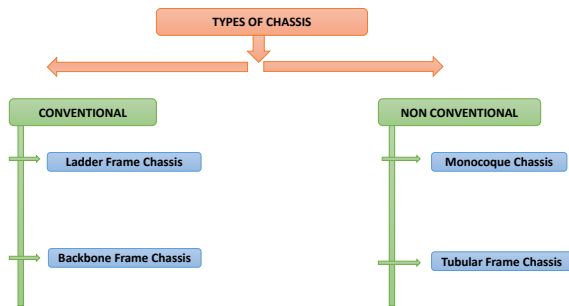 TYPES OF CHASSIS
CONVENTIONAL
NON CONVENTIONAL
Ladder Frame Chassis
Monocoque Chassis
Backbone Frame Chassis
Tubular Frame Chassis